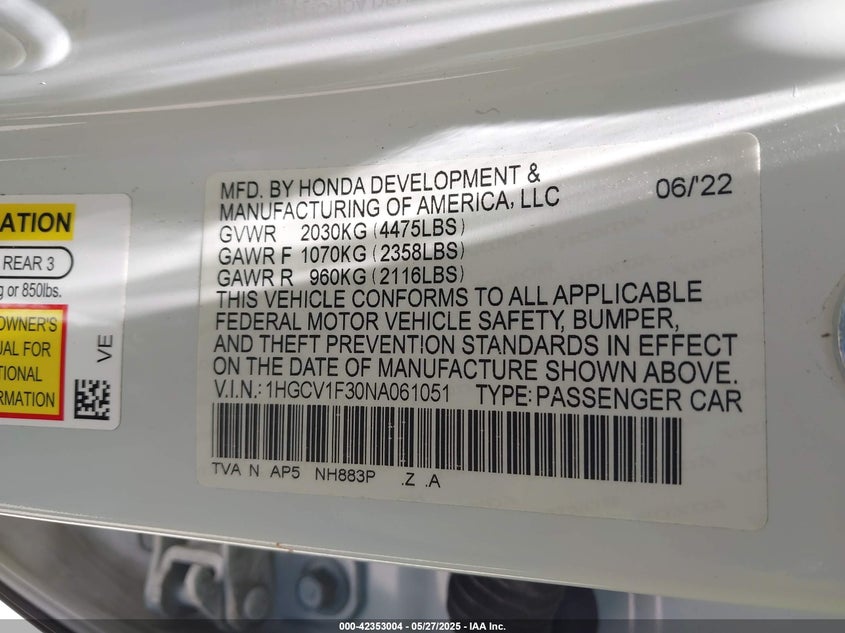 ATION
REAR 3
g or 850lbs.
OWNER'S
UAL FOR
TIONAL
ORMATION
VE
MFD. BY HONDA DEVELOPMENT &
MANUFACTURING OF AMERICA, LLC 06/'22
GVWR 2030KG (4475LBS)
GAWR F 1070KG (2358LBS)
GAWR R 960KG (2116LBS)
THIS VEHICLE CONFORMS TO ALL APPLICABLE
FEDERAL MOTOR VEHICLE SAFETY, BUMPER,
AND THEFT PREVENTION STANDARDS IN EFFECT
ON THE DATE OF MANUFACTURE SHOWN ABOVE.
V.I.N.: 1HGCV1F30NA061051 TYPE: PASSENGER CAR
TVA N AP5 NH883P .Z .A
000-42353004 | 05/27/2025 - IAA Inc.